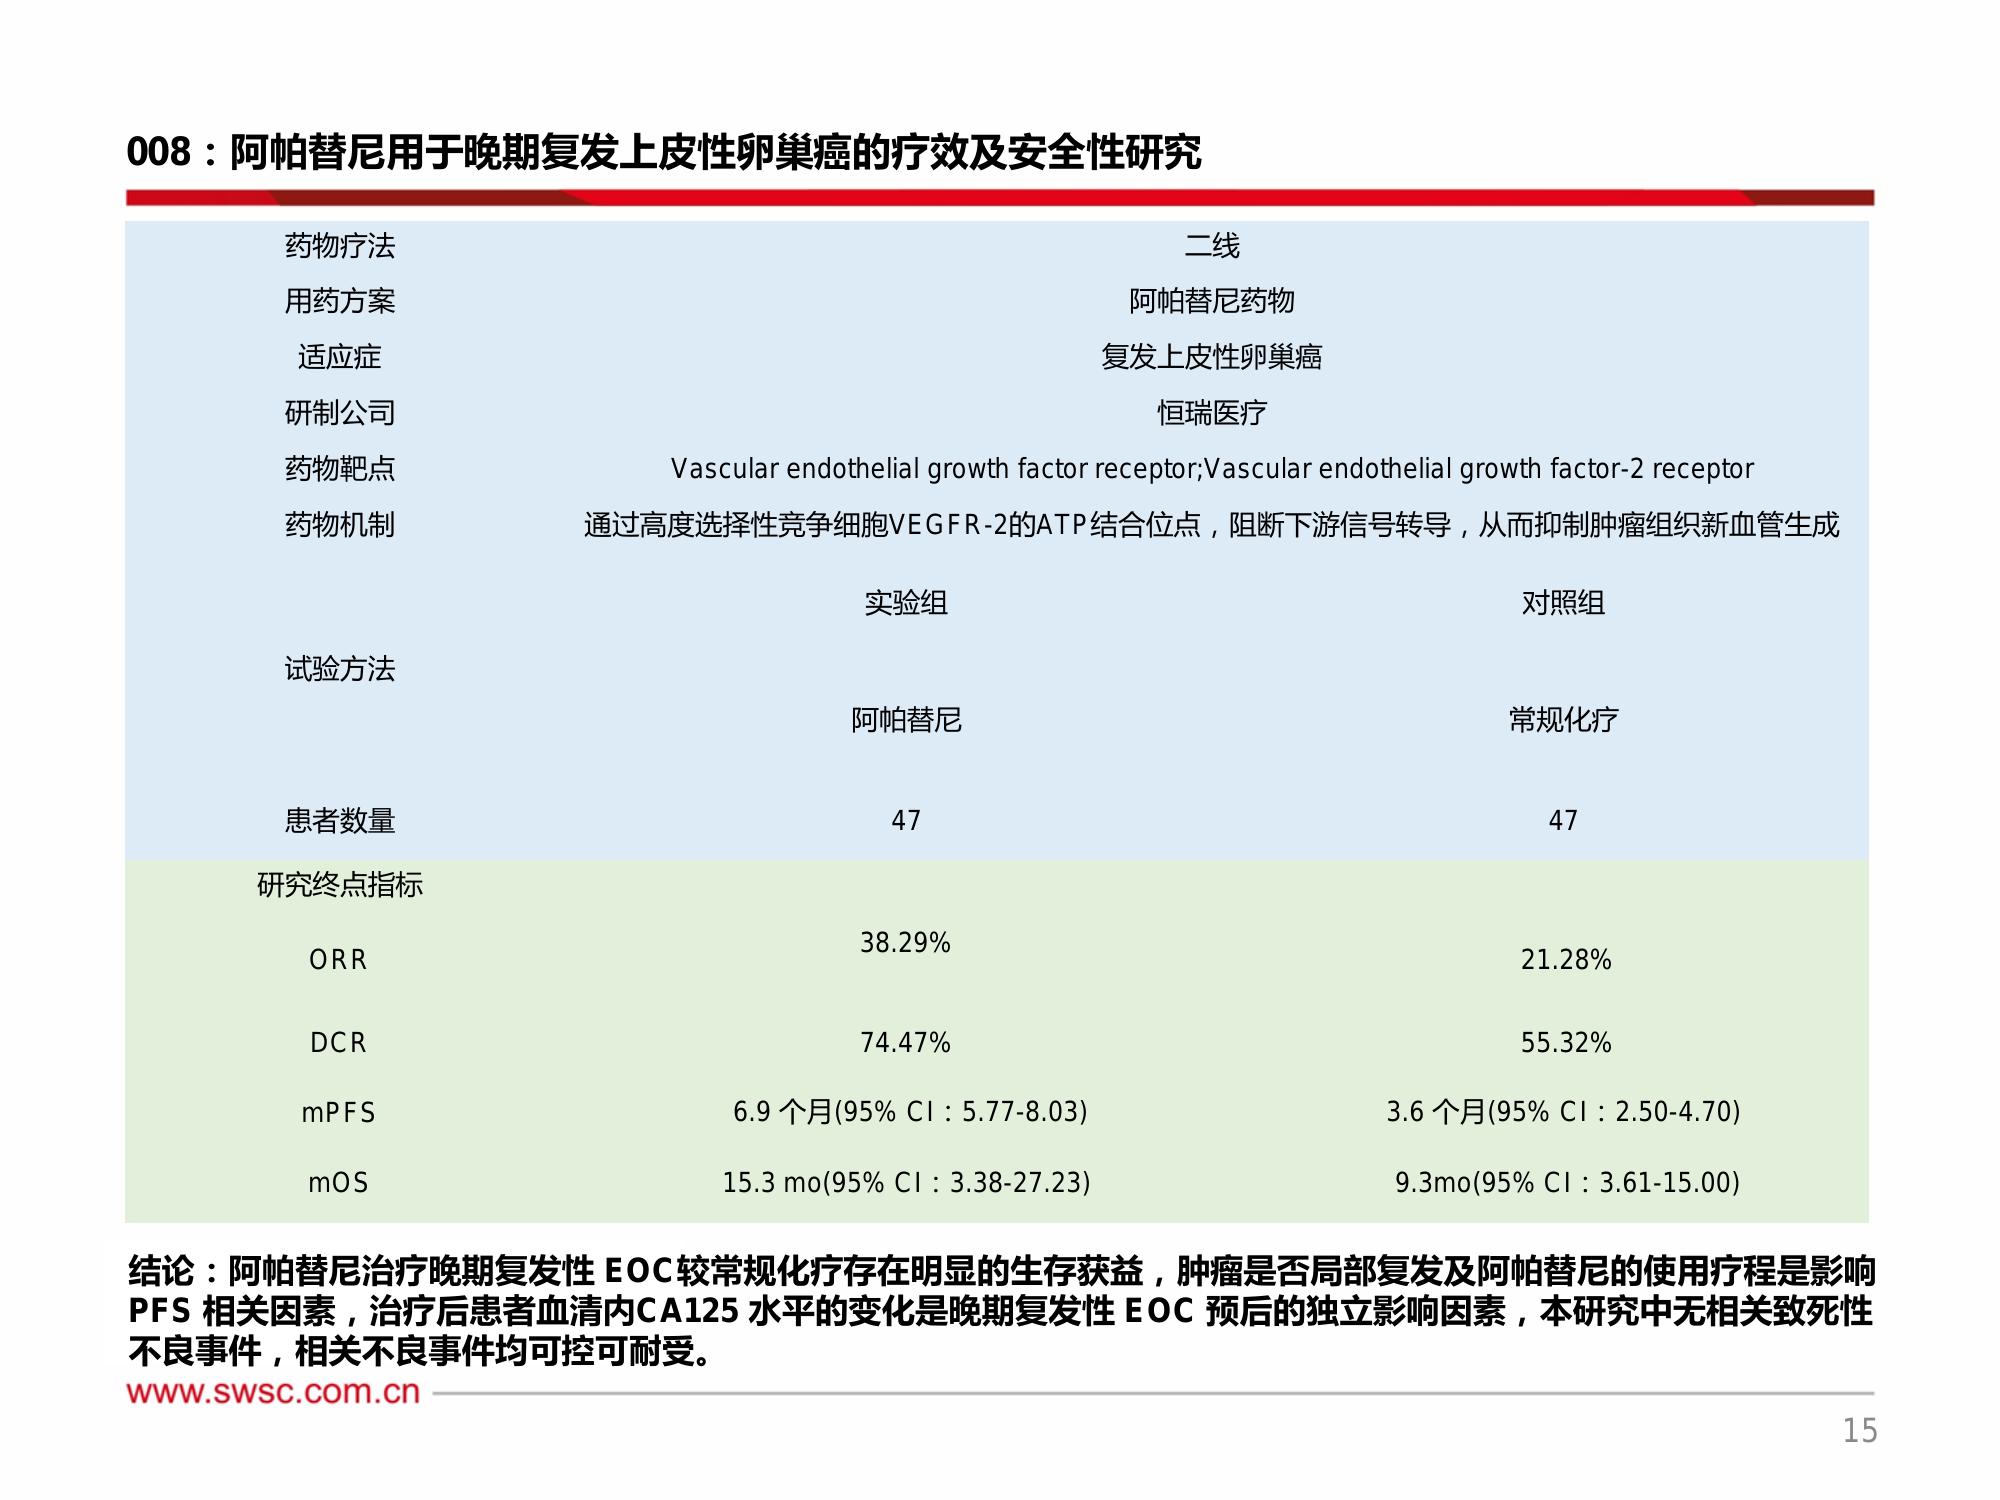 008：阿帕替尼用于晚期复发上皮性卵巢癌的疗效及安全性研究
药物疗法 二线
用药方案 阿帕替尼药物
适应症 复发上皮性卵巢癌
研制公司 恒瑞医疗
药物靶点 Vascular endothelial growth factor receptor;Vascular endothelial growth factor-2 receptor
药物机制 通过高度选择性竞争细胞VEGFR-2的ATP结合位点，阻断下游信号转导，从而抑制肿瘤组织新血管生成
实验组 对照组
试验方法
阿帕替尼 常规化疗
患者数量 47 47
研究终点指标
ORR 38.29% 21.28%
DCR 74.47% 55.32%
mPFS 6.9 个月(95% CI：5.77-8.03) 3.6 个月(95% CI：2.50-4.70)
mOS 15.3 mo(95% CI：3.38-27.23) 9.3mo(95% CI：3.61-15.00)
结论：阿帕替尼治疗晚期复发性 EOC较常规化疗存在明显的生存获益，肿瘤是否局部复发及阿帕替尼的使用疗程是影响
PFS 相关因素，治疗后患者血清内CA125 水平的变化是晚期复发性 EOC 预后的独立影响因素，本研究中无相关致死性
不良事件，相关不良事件均可控可耐受。
www.swsc.com.cn
15